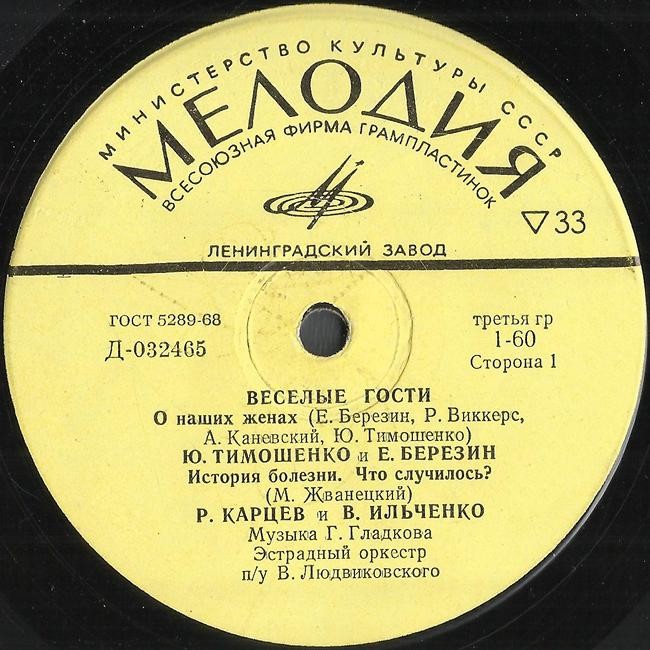 МИНИСТЕРСТВО КУЛЬТУРЫ СССР
МЕЛОДИЯ
ВСЕСОЮЗНАЯ ФИРМА ГРАМПЛАСТИНОК
▽33
ЛЕНИНГРАДСКИЙ ЗАВОД
ГОСТ 5289-68
Д-032465
третья гр
1-60
Сторона 1
ВЕСЕЛЫЕ ГОСТИ
О наших женах (Е. Березин, Р. Виккерс,
А. Каневский, Ю. Тимошенко)
Ю. ТИМОШЕНКО и Е. БЕРЕЗИН
История болезни. Что случилось?
(М. Жванецкий)
Р. КАРЦЕВ и В. ИЛЬЧЕНКО
Музыка Г. Гладкова
Эстрадный оркестр
п/у В. Людвиковского